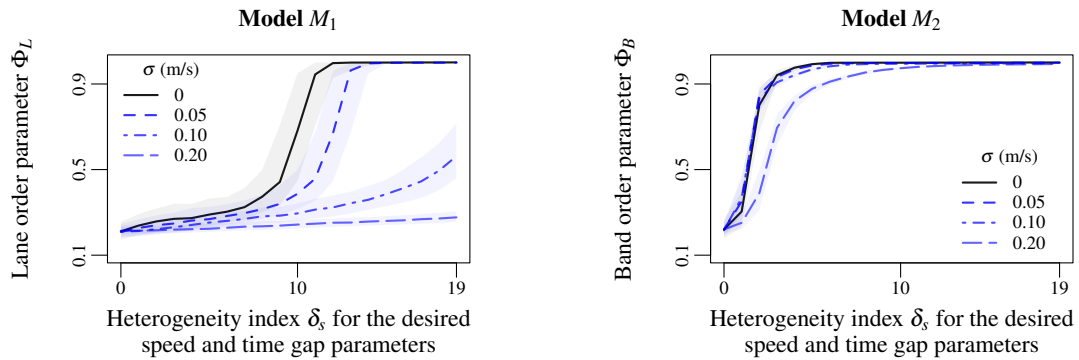 Model M1
Lane order parameter ΦL
0.1 0.5 0.9
σ (m/s)
0
0.05
0.10
0.20
0 10 19
Heterogeneity index δs for the desired
speed and time gap parameters
Model M2
Band order parameter ΦB
0.1 0.5 0.9
σ (m/s)
0
0.05
0.10
0.20
0 10 19
Heterogeneity index δs for the desired
speed and time gap parameters